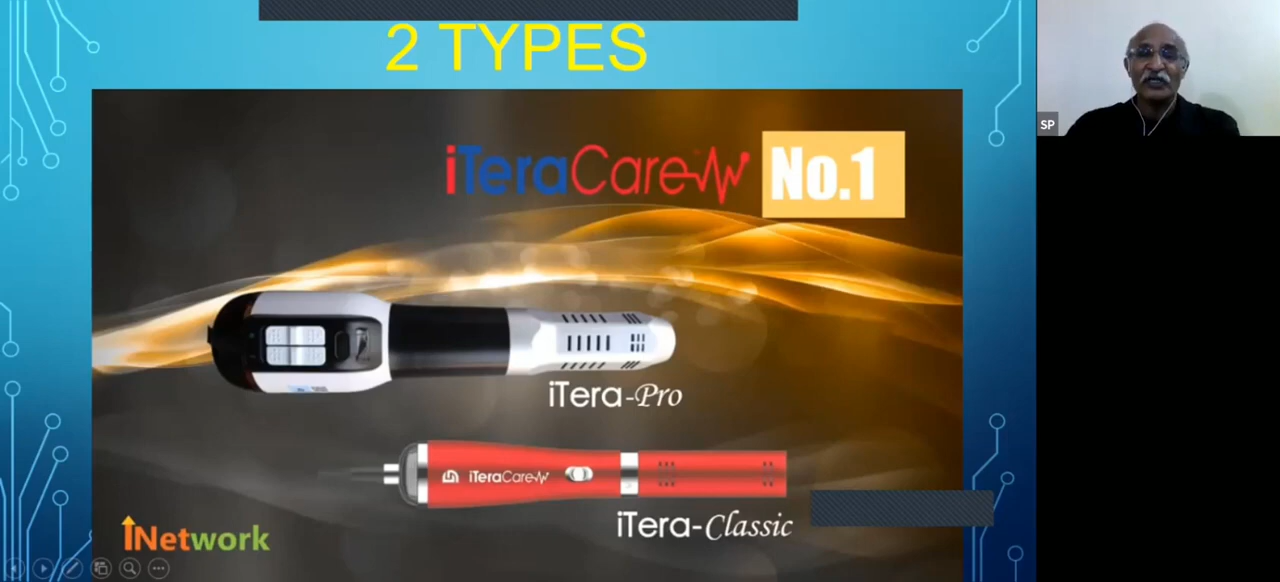 2 TYPES
iTeraCare No.1
SP
iTera-Pro
iTeraCare
iTera-Classic
iNetwork